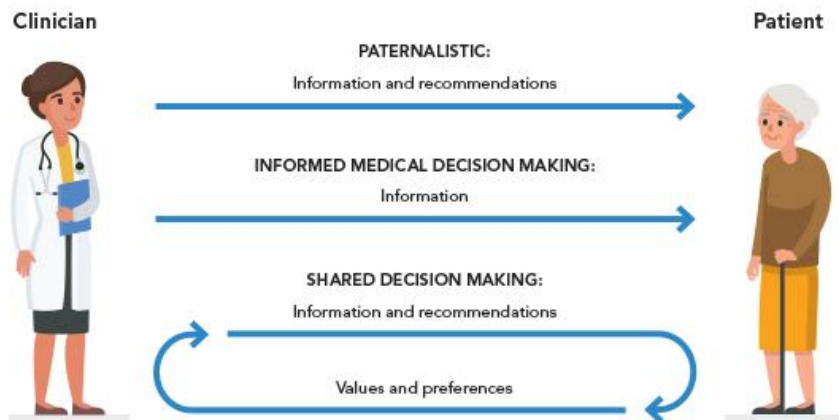 Clinician
Patient
PATERNALISTIC:
Information and recommendations
INFORMED MEDICAL DECISION MAKING:
Information
SHARED DECISION MAKING:
Information and recommendations
Values and preferences